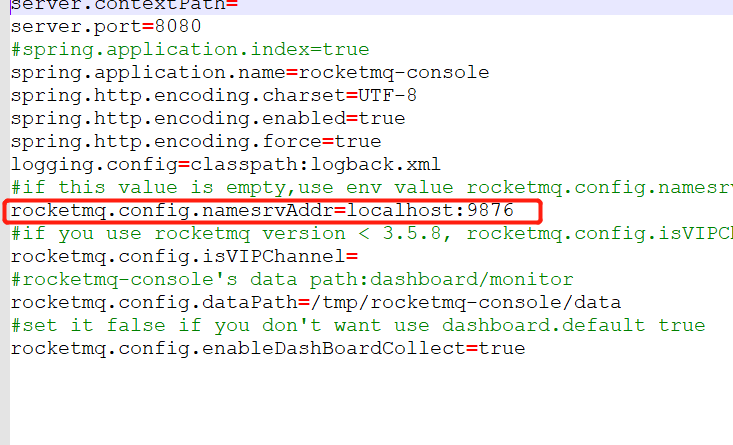 server.contextPath=
server.port=8080
#spring.application.index=true
spring.application.name=rocketmq-console
spring.http.encoding.charset=UTF-8
spring.http.encoding.enabled=true
spring.http.encoding.force=true
logging.config=classpath:logback.xml
#if this value is empty,use env value rocketmq.config.namesrv
rocketmq.config.namesrvAddr=localhost:9876
#if you use rocketmq version < 3.5.8, rocketmq.config.isVIPCh
rocketmq.config.isVIPChannel=
#rocketmq-console's data path:dashboard/monitor
rocketmq.config.dataPath=/tmp/rocketmq-console/data
#set it false if you don't want use dashboard.default true
rocketmq.config.enableDashBoardCollect=true